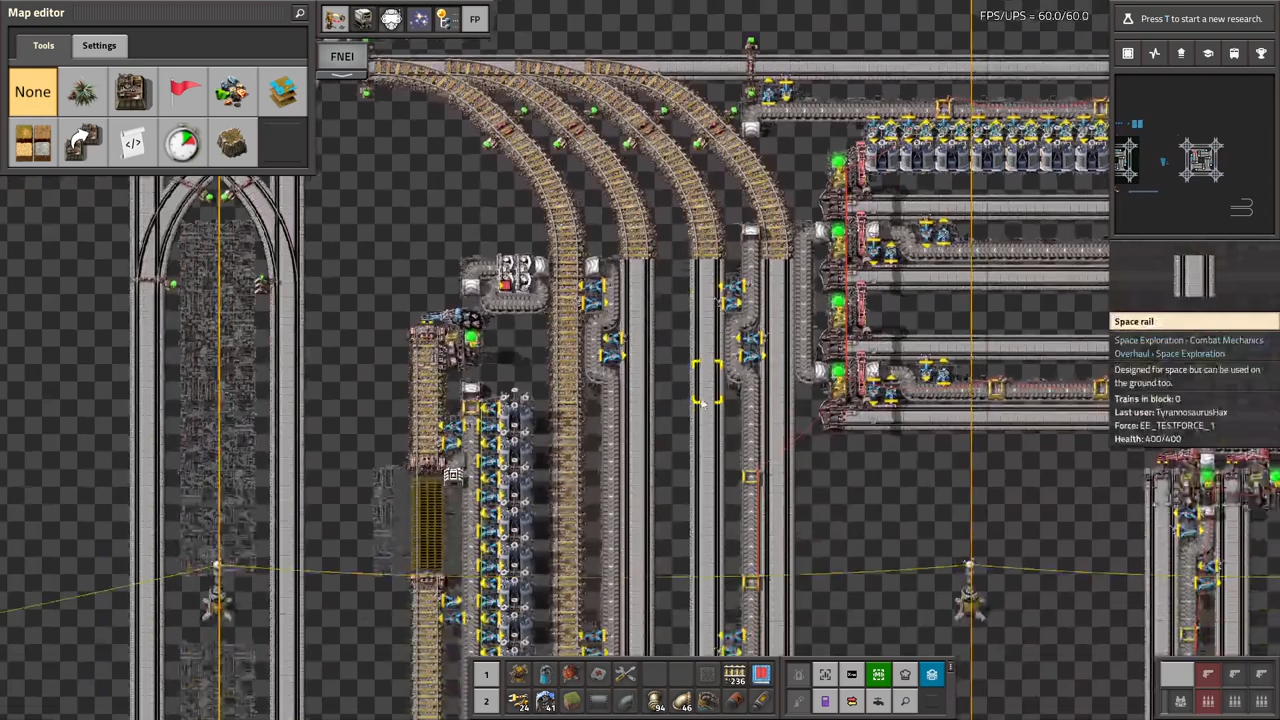 Map editor
Tools
Settings
None
FP
FNEI
FPS/UPS = 60.0/60.0
Press T to start a new research.
Space rail
Space Exploration › Combat Mechanics
Overhaul › Space Exploration
Designed for space but can be used on
the ground too.
Trains in block: 0
Last user: TyrannosaurusHax
Force: EE_TESTFORCE_1
Health: 400/400
1
236
2
24
41
94
46